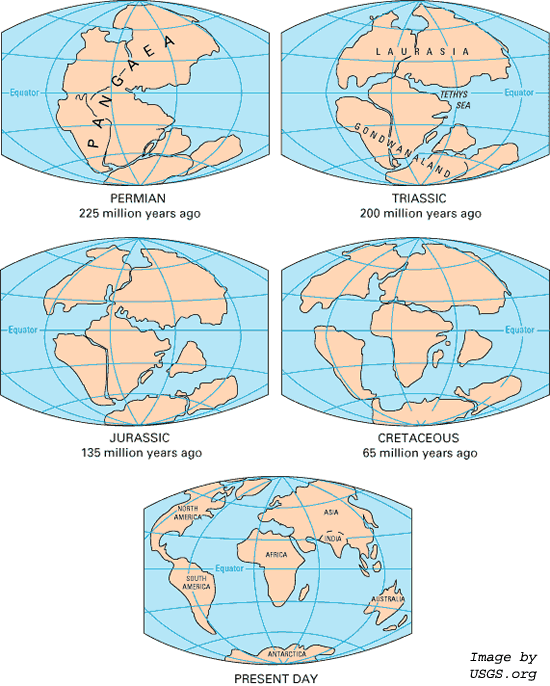 PANGAEA
Equator
PERMIAN
225 million years ago
LAURASIA
TETHYS
SEA
Equator
GONDWANALAND
TRIASSIC
200 million years ago
Equator
JURASSIC
135 million years ago
Equator
CRETACEOUS
65 million years ago
NORTH
AMERICA
ASIA
INDIA
AFRICA
Equator
SOUTH
AMERICA
AUSTRALIA
ANTARCTICA
PRESENT DAY
Image by
USGS.org